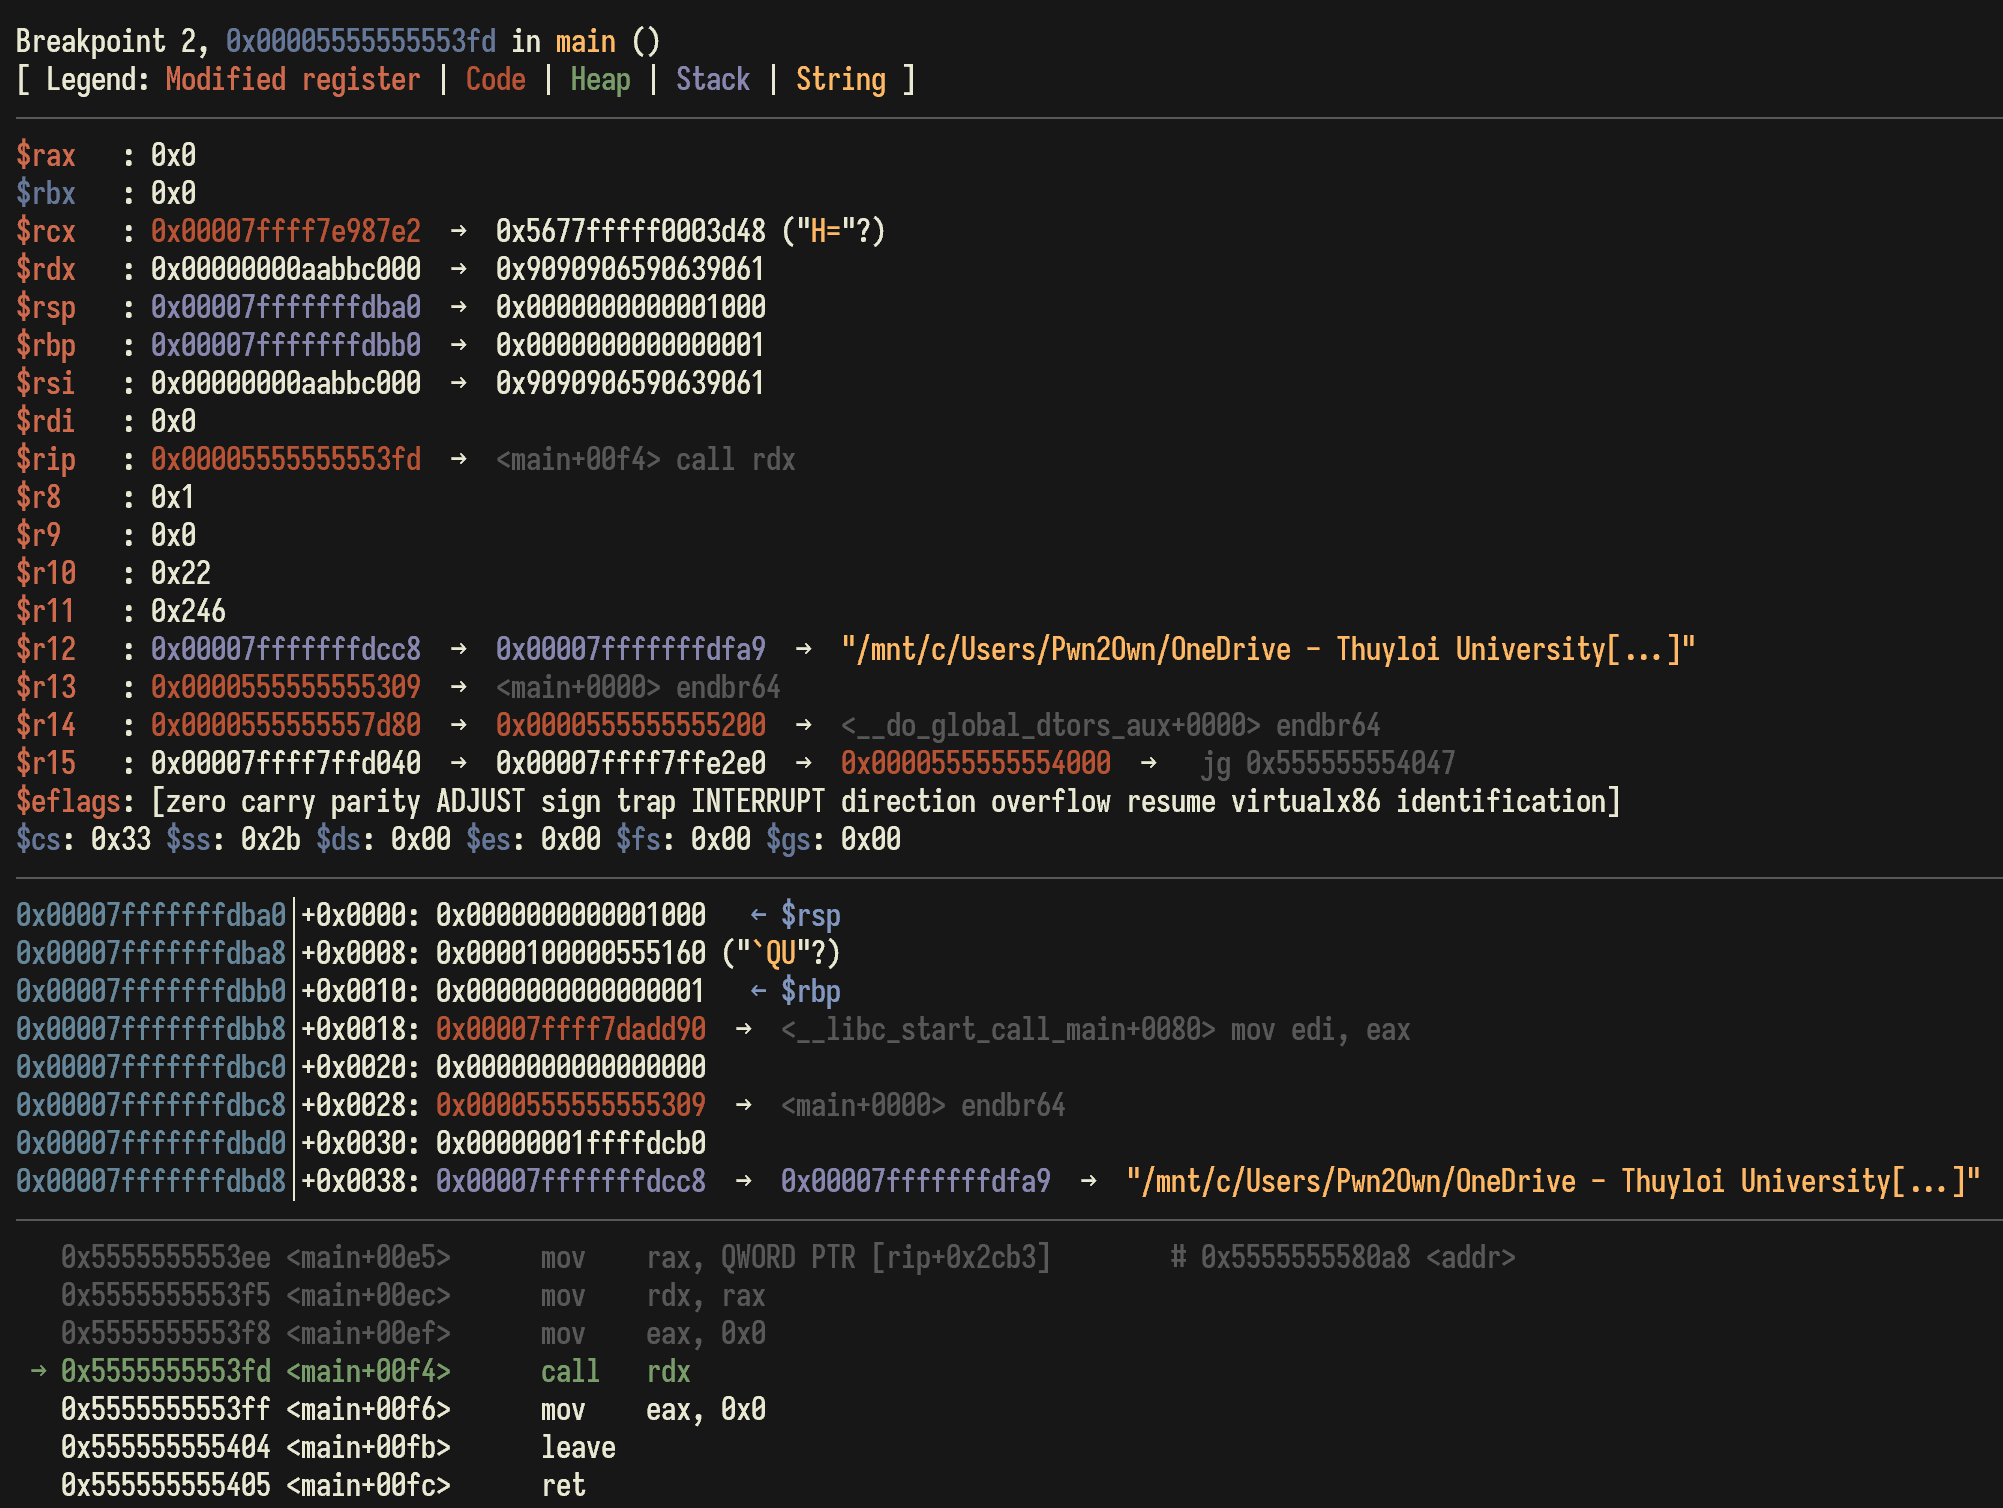 Breakpoint 2, 0x00005555555553fd in main ()
[ Legend: Modified register | Code | Heap | Stack | String ]
$rax   : 0x0
$rbx   : 0x0
$rcx   : 0x00007ffff7e987e2  →  0x5677fffff0003d48 ("H="?)
$rdx   : 0x00000000aabbc000  →  0x9090906590639061
$rsp   : 0x00007fffffffdba0  →  0x0000000000001000
$rbp   : 0x00007fffffffdbb0  →  0x0000000000000001
$rsi   : 0x00000000aabbc000  →  0x9090906590639061
$rdi   : 0x0
$rip   : 0x00005555555553fd  →  <main+00f4> call rdx
$r8    : 0x1
$r9    : 0x0
$r10   : 0x22
$r11   : 0x246
$r12   : 0x00007fffffffdcc8  →  0x00007fffffffdfa9  →  "/mnt/c/Users/Pwn2Own/OneDrive - Thuyloi University[...]"
$r13   : 0x0000555555555309  →  <main+0000> endbr64
$r14   : 0x0000555555557d80  →  0x0000555555555200  →  <__do_global_dtors_aux+0000> endbr64
$r15   : 0x00007ffff7ffd040  →  0x00007ffff7ffe2e0  →  0x0000555555554000  →   jg 0x555555554047
$eflags: [zero carry parity ADJUST sign trap INTERRUPT direction overflow resume virtualx86 identification]
$cs: 0x33 $ss: 0x2b $ds: 0x00 $es: 0x00 $fs: 0x00 $gs: 0x00
0x00007fffffffdba0│+0x0000: 0x0000000000001000   ← $rsp
0x00007fffffffdba8│+0x0008: 0x0000100000555160 ("`QU"?)
0x00007fffffffdbb0│+0x0010: 0x0000000000000001   ← $rbp
0x00007fffffffdbb8│+0x0018: 0x00007ffff7dadd90  →  <__libc_start_call_main+0080> mov edi, eax
0x00007fffffffdbc0│+0x0020: 0x0000000000000000
0x00007fffffffdbc8│+0x0028: 0x0000555555555309  →  <main+0000> endbr64
0x00007fffffffdbd0│+0x0030: 0x00000001ffffdcb0
0x00007fffffffdbd8│+0x0038: 0x00007fffffffdcc8  →  0x00007fffffffdfa9  →  "/mnt/c/Users/Pwn2Own/OneDrive - Thuyloi University[...]"
0x5555555553ee <main+00e5>      mov    rax, QWORD PTR [rip+0x2cb3]        # 0x5555555580a8 <addr>
0x5555555553f5 <main+00ec>      mov    rdx, rax
0x5555555553f8 <main+00ef>      mov    eax, 0x0
→ 0x5555555553fd <main+00f4>      call   rdx
0x5555555553ff <main+00f6>      mov    eax, 0x0
0x555555555404 <main+00fb>      leave
0x555555555405 <main+00fc>      ret